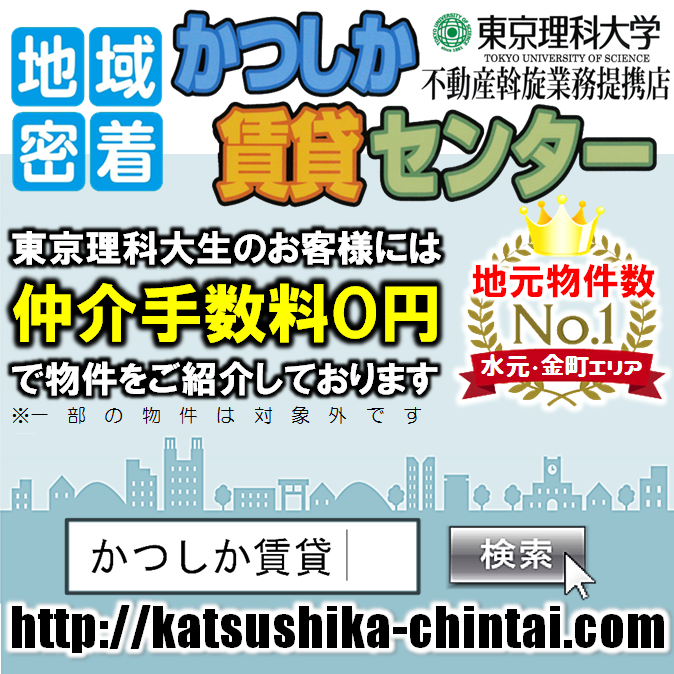 地域
密着
かつしか
賃貸センター
東京理科大学
TOKYO UNIVERSITY OF SCIENCE
不動産斡旋業務提携店
東京理科大生のお客様には
仲介手数料0円
で物件をご紹介しております
※一部の物件は対象外です
地元物件数
No.1
水元・金町エリア
かつしか賃貸
検索
http://katsushika-chintai.com